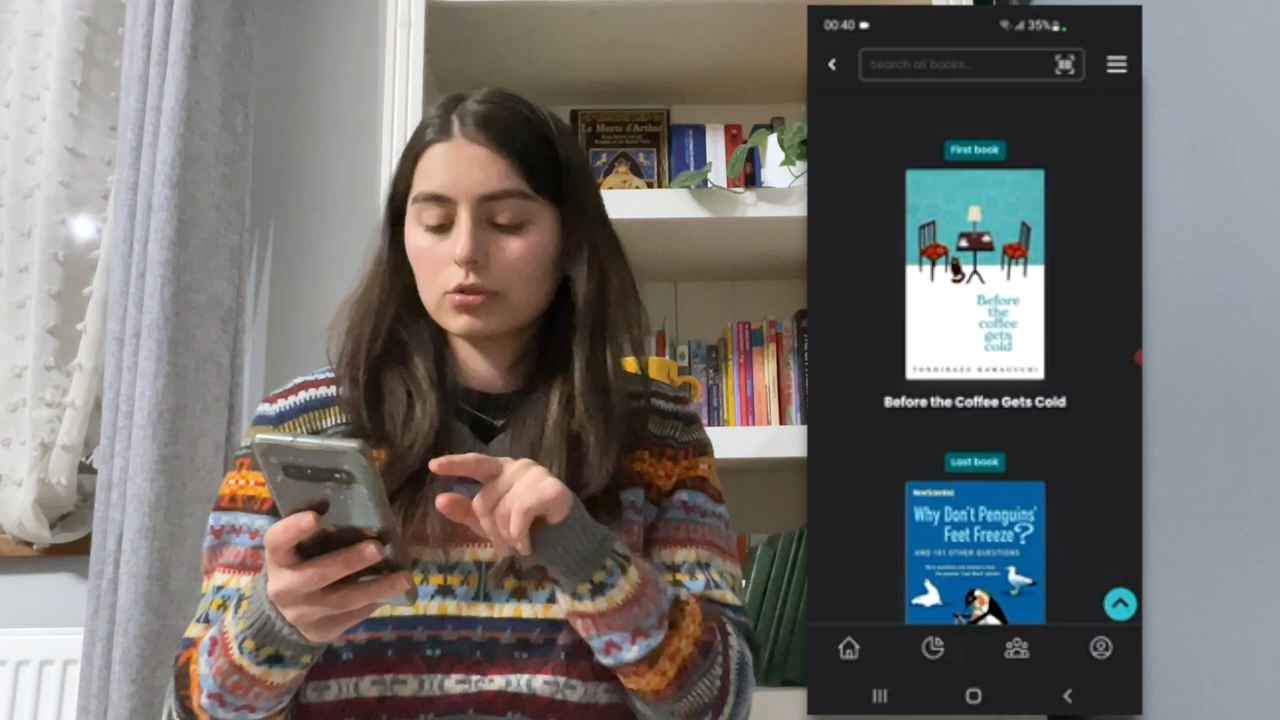 Le Morte d'Arthur
00:40
35%
Search all books...
First book
Before
the
coffee
gets
cold
TOSHIKAZU KAWAGUCHI
Before the Coffee Gets Cold
Last book
NewScientist
Why Don't Penguins'
Feet Freeze?
AND 101 OTHER QUESTIONS